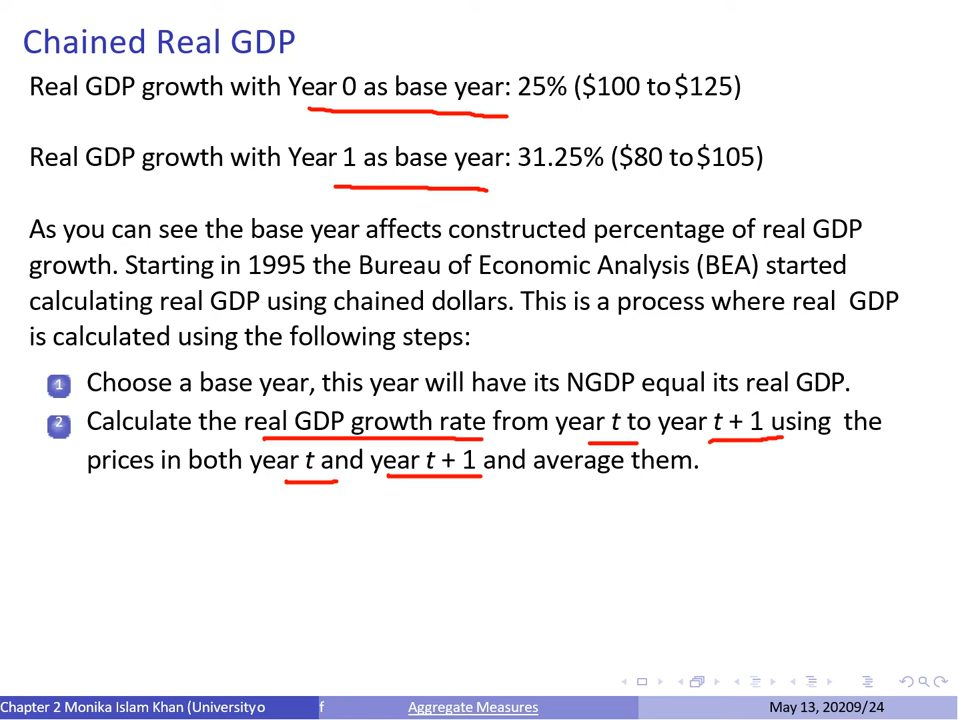 Chained Real GDP
Real GDP growth with Year 0 as base year: 25% ($100 to $125)
Real GDP growth with Year 1 as base year: 31.25% ($80 to $105)
As you can see the base year affects constructed percentage of real GDP
growth. Starting in 1995 the Bureau of Economic Analysis (BEA) started
calculating real GDP using chained dollars. This is a process where real GDP
is calculated using the following steps:
1 Choose a base year, this year will have its NGDP equal its real GDP.
2 Calculate the real GDP growth rate from year t to year t + 1 using the
prices in both year t and year t + 1 and average them.
Chapter 2 Monika Islam Khan (Universityo f Aggregate Measures May 13, 20209/24